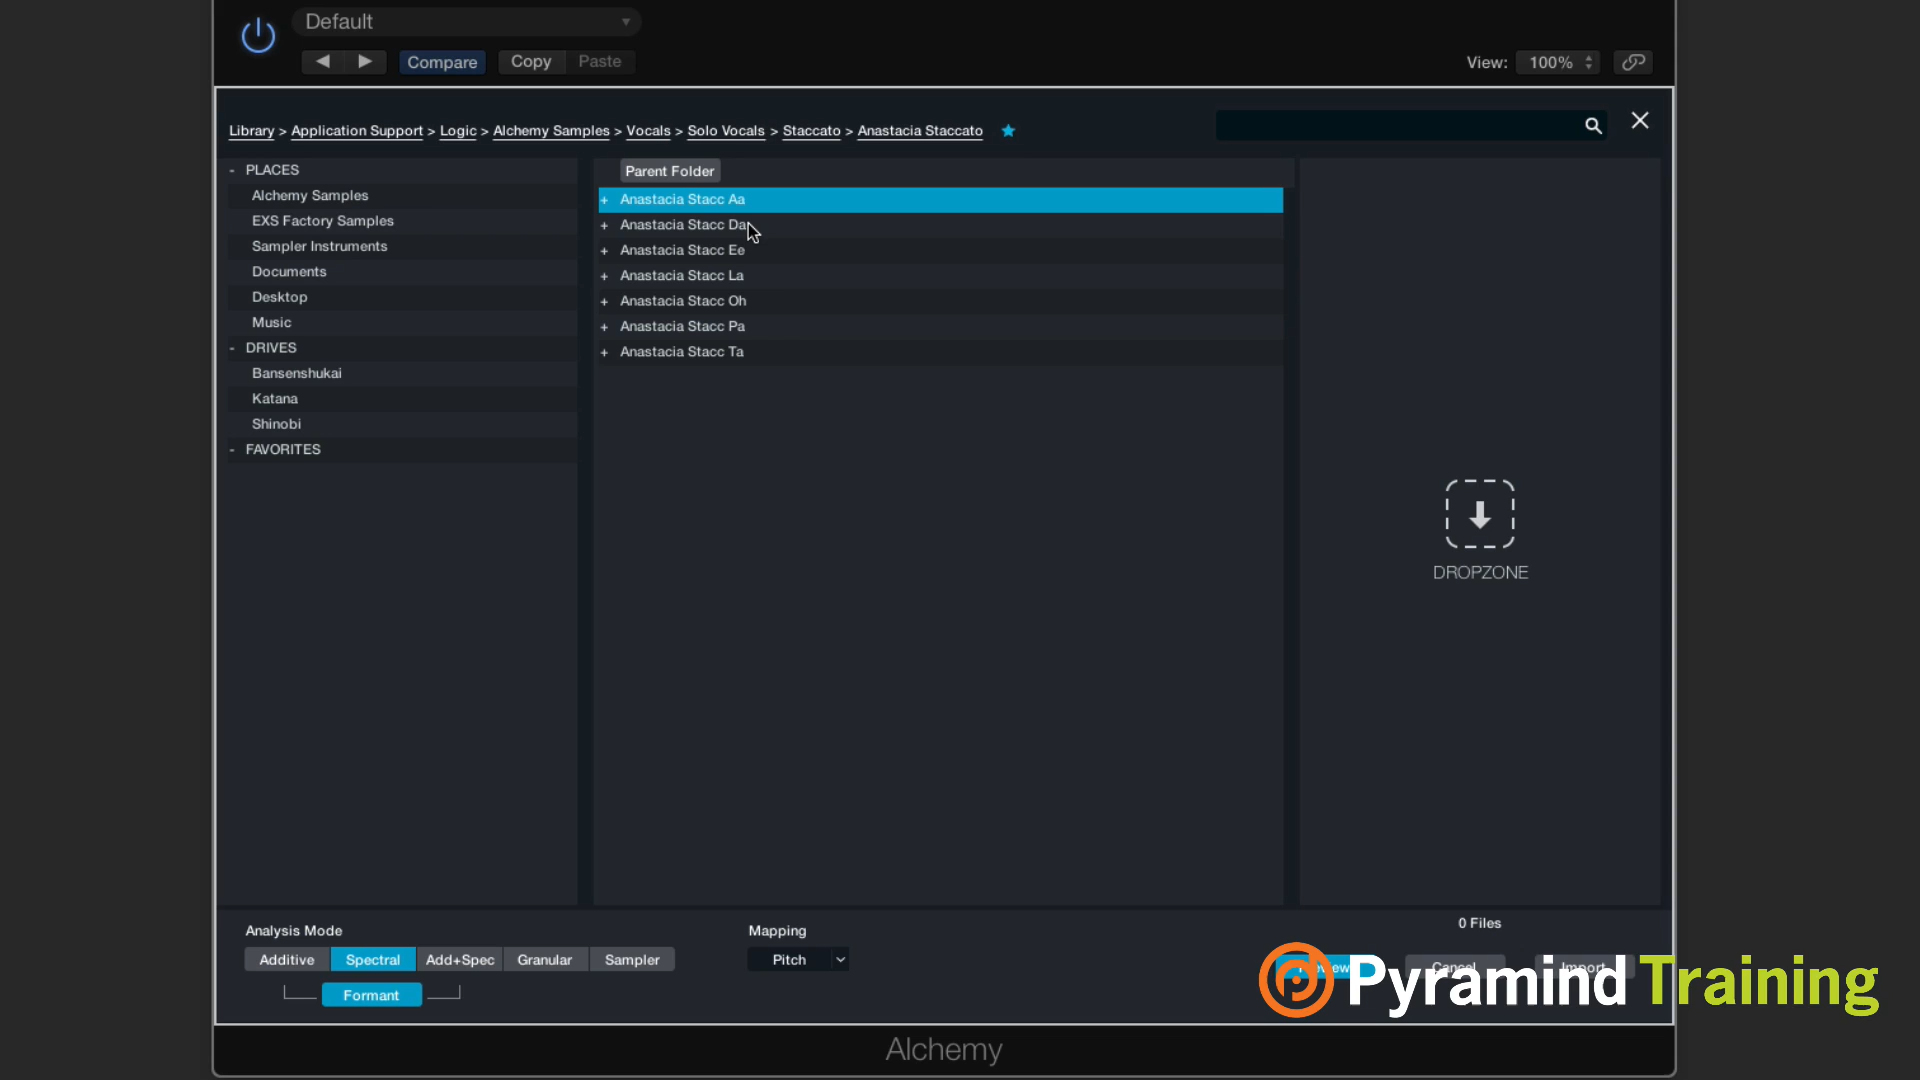 Default
Compare
Copy
Paste
View: 100%
Library > Application Support > Logic > Alchemy Samples > Vocals > Solo Vocals > Staccato > Anastacia Staccato
- PLACES
Alchemy Samples
EXS Factory Samples
Sampler Instruments
Documents
Desktop
Music
- DRIVES
Bansenshukai
Katana
Shinobi
- FAVORITES
Parent Folder
+ Anastacia Stacc Aa
+ Anastacia Stacc Da
+ Anastacia Stacc Ee
+ Anastacia Stacc La
+ Anastacia Stacc Oh
+ Anastacia Stacc Pa
+ Anastacia Stacc Ta
DROPZONE
Analysis Mode
Additive
Spectral
Add+Spec
Granular
Sampler
Formant
Mapping
Pitch
0 Files
Cancel
Import
Pyramind Training
Alchemy